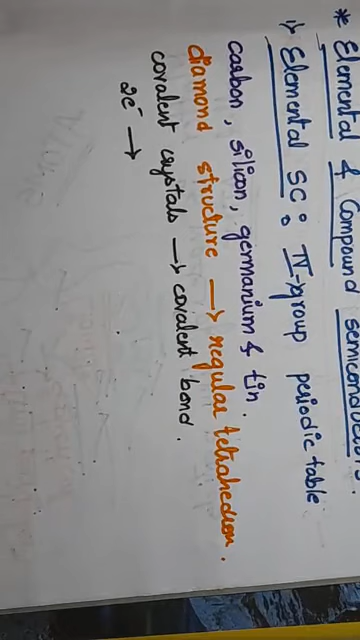 * Elemental & Compound semiconductors.
1> Elemental SC: IV-group periodic table
carbon, silicon, germanium & tin.
diamond structure → regular tetrahedron.
covalent crystals → covalent bond.
2e⁻ →